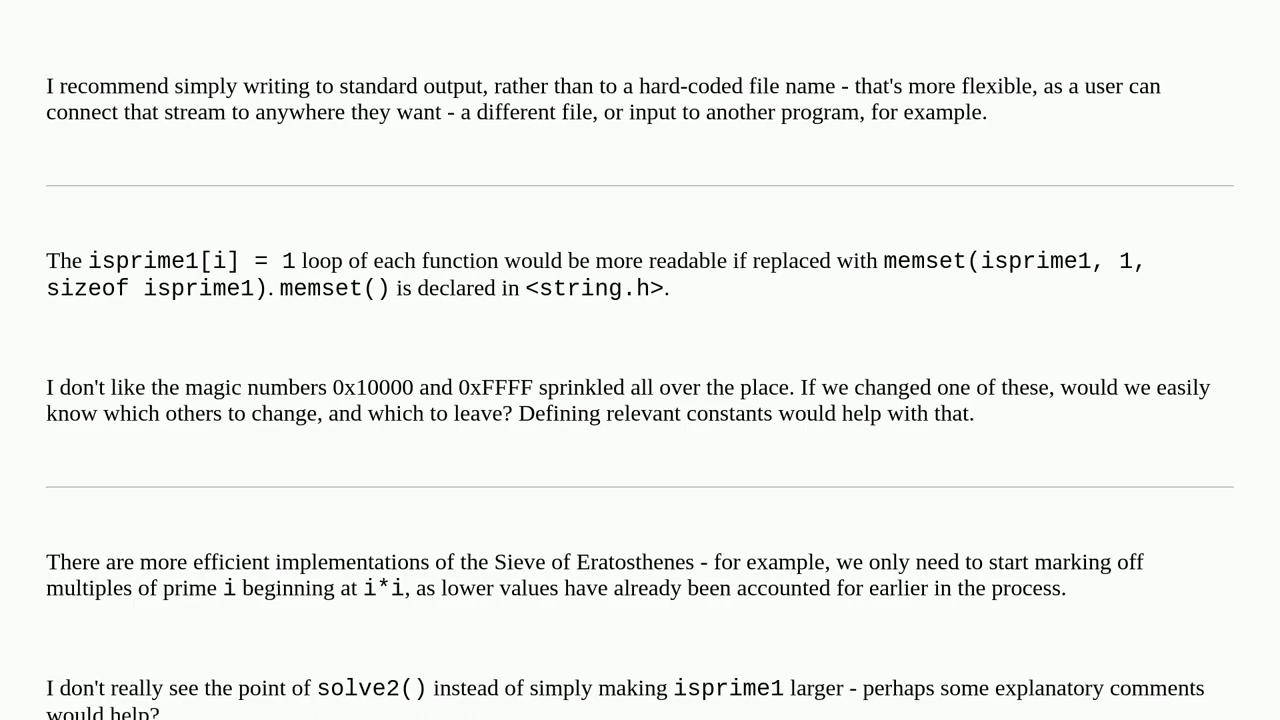 I recommend simply writing to standard output, rather than to a hard-coded file name - that's more flexible, as a user can
connect that stream to anywhere they want - a different file, or input to another program, for example.
The isprime1[i] = 1 loop of each function would be more readable if replaced with memset(isprime1, 1,
sizeof isprime1). memset() is declared in <string.h>.
I don't like the magic numbers 0x10000 and 0xFFFF sprinkled all over the place. If we changed one of these, would we easily
know which others to change, and which to leave? Defining relevant constants would help with that.
There are more efficient implementations of the Sieve of Eratosthenes - for example, we only need to start marking off
multiples of prime i beginning at i*i, as lower values have already been accounted for earlier in the process.
I don't really see the point of solve2() instead of simply making isprime1 larger - perhaps some explanatory comments
would help?